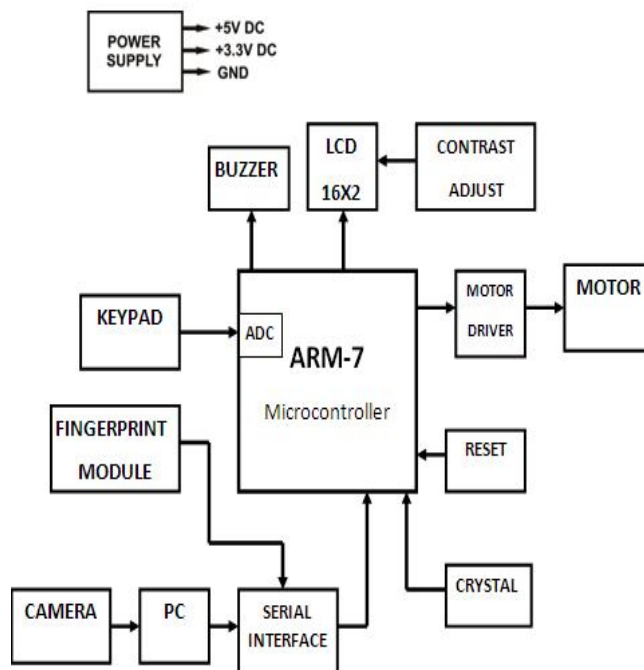 POWER
SUPPLY
+5V DC
+3.3V DC
GND
BUZZER
LCD
16X2
CONTRAST
ADJUST
KEYPAD
ADC
ARM-7
Microcontroller
MOTOR
DRIVER
MOTOR
FINGERPRINT
MODULE
RESET
CRYSTAL
CAMERA
PC
SERIAL
INTERFACE